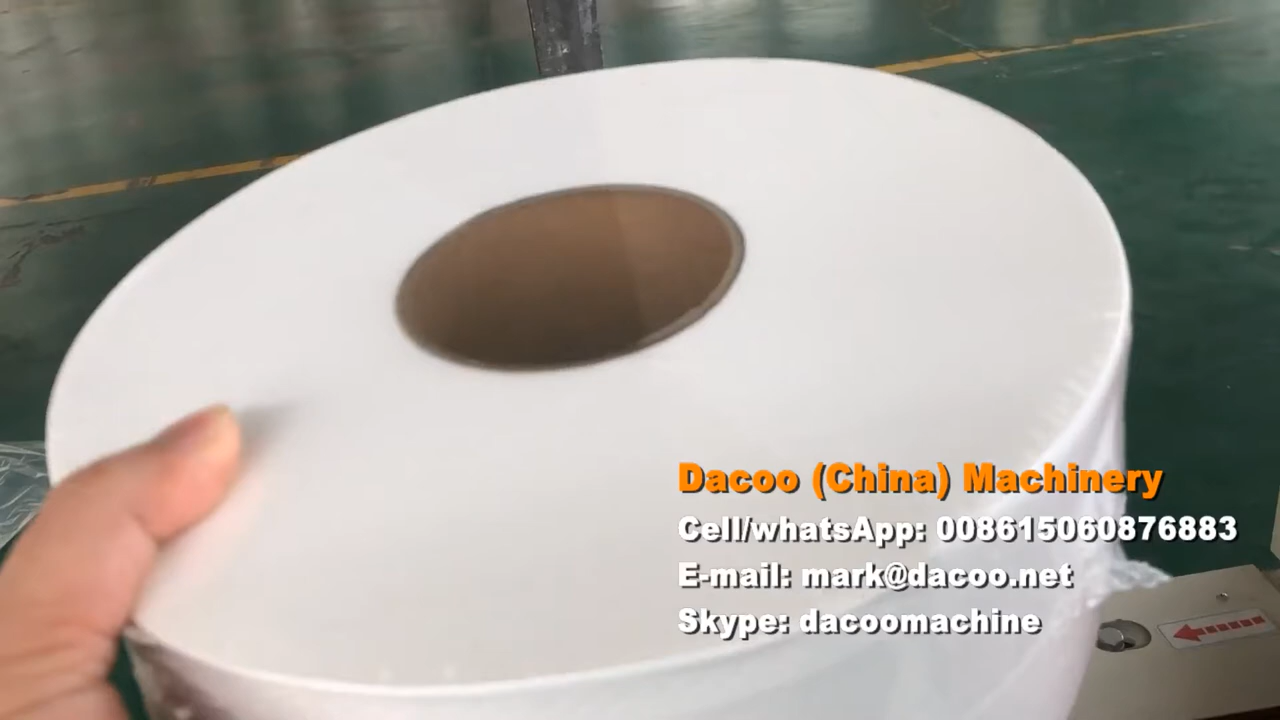 Dacoo (China) Machinery
Cell/whatsApp: 008615060876883
E-mail: mark@dacoo.net
Skype: dacoomachine